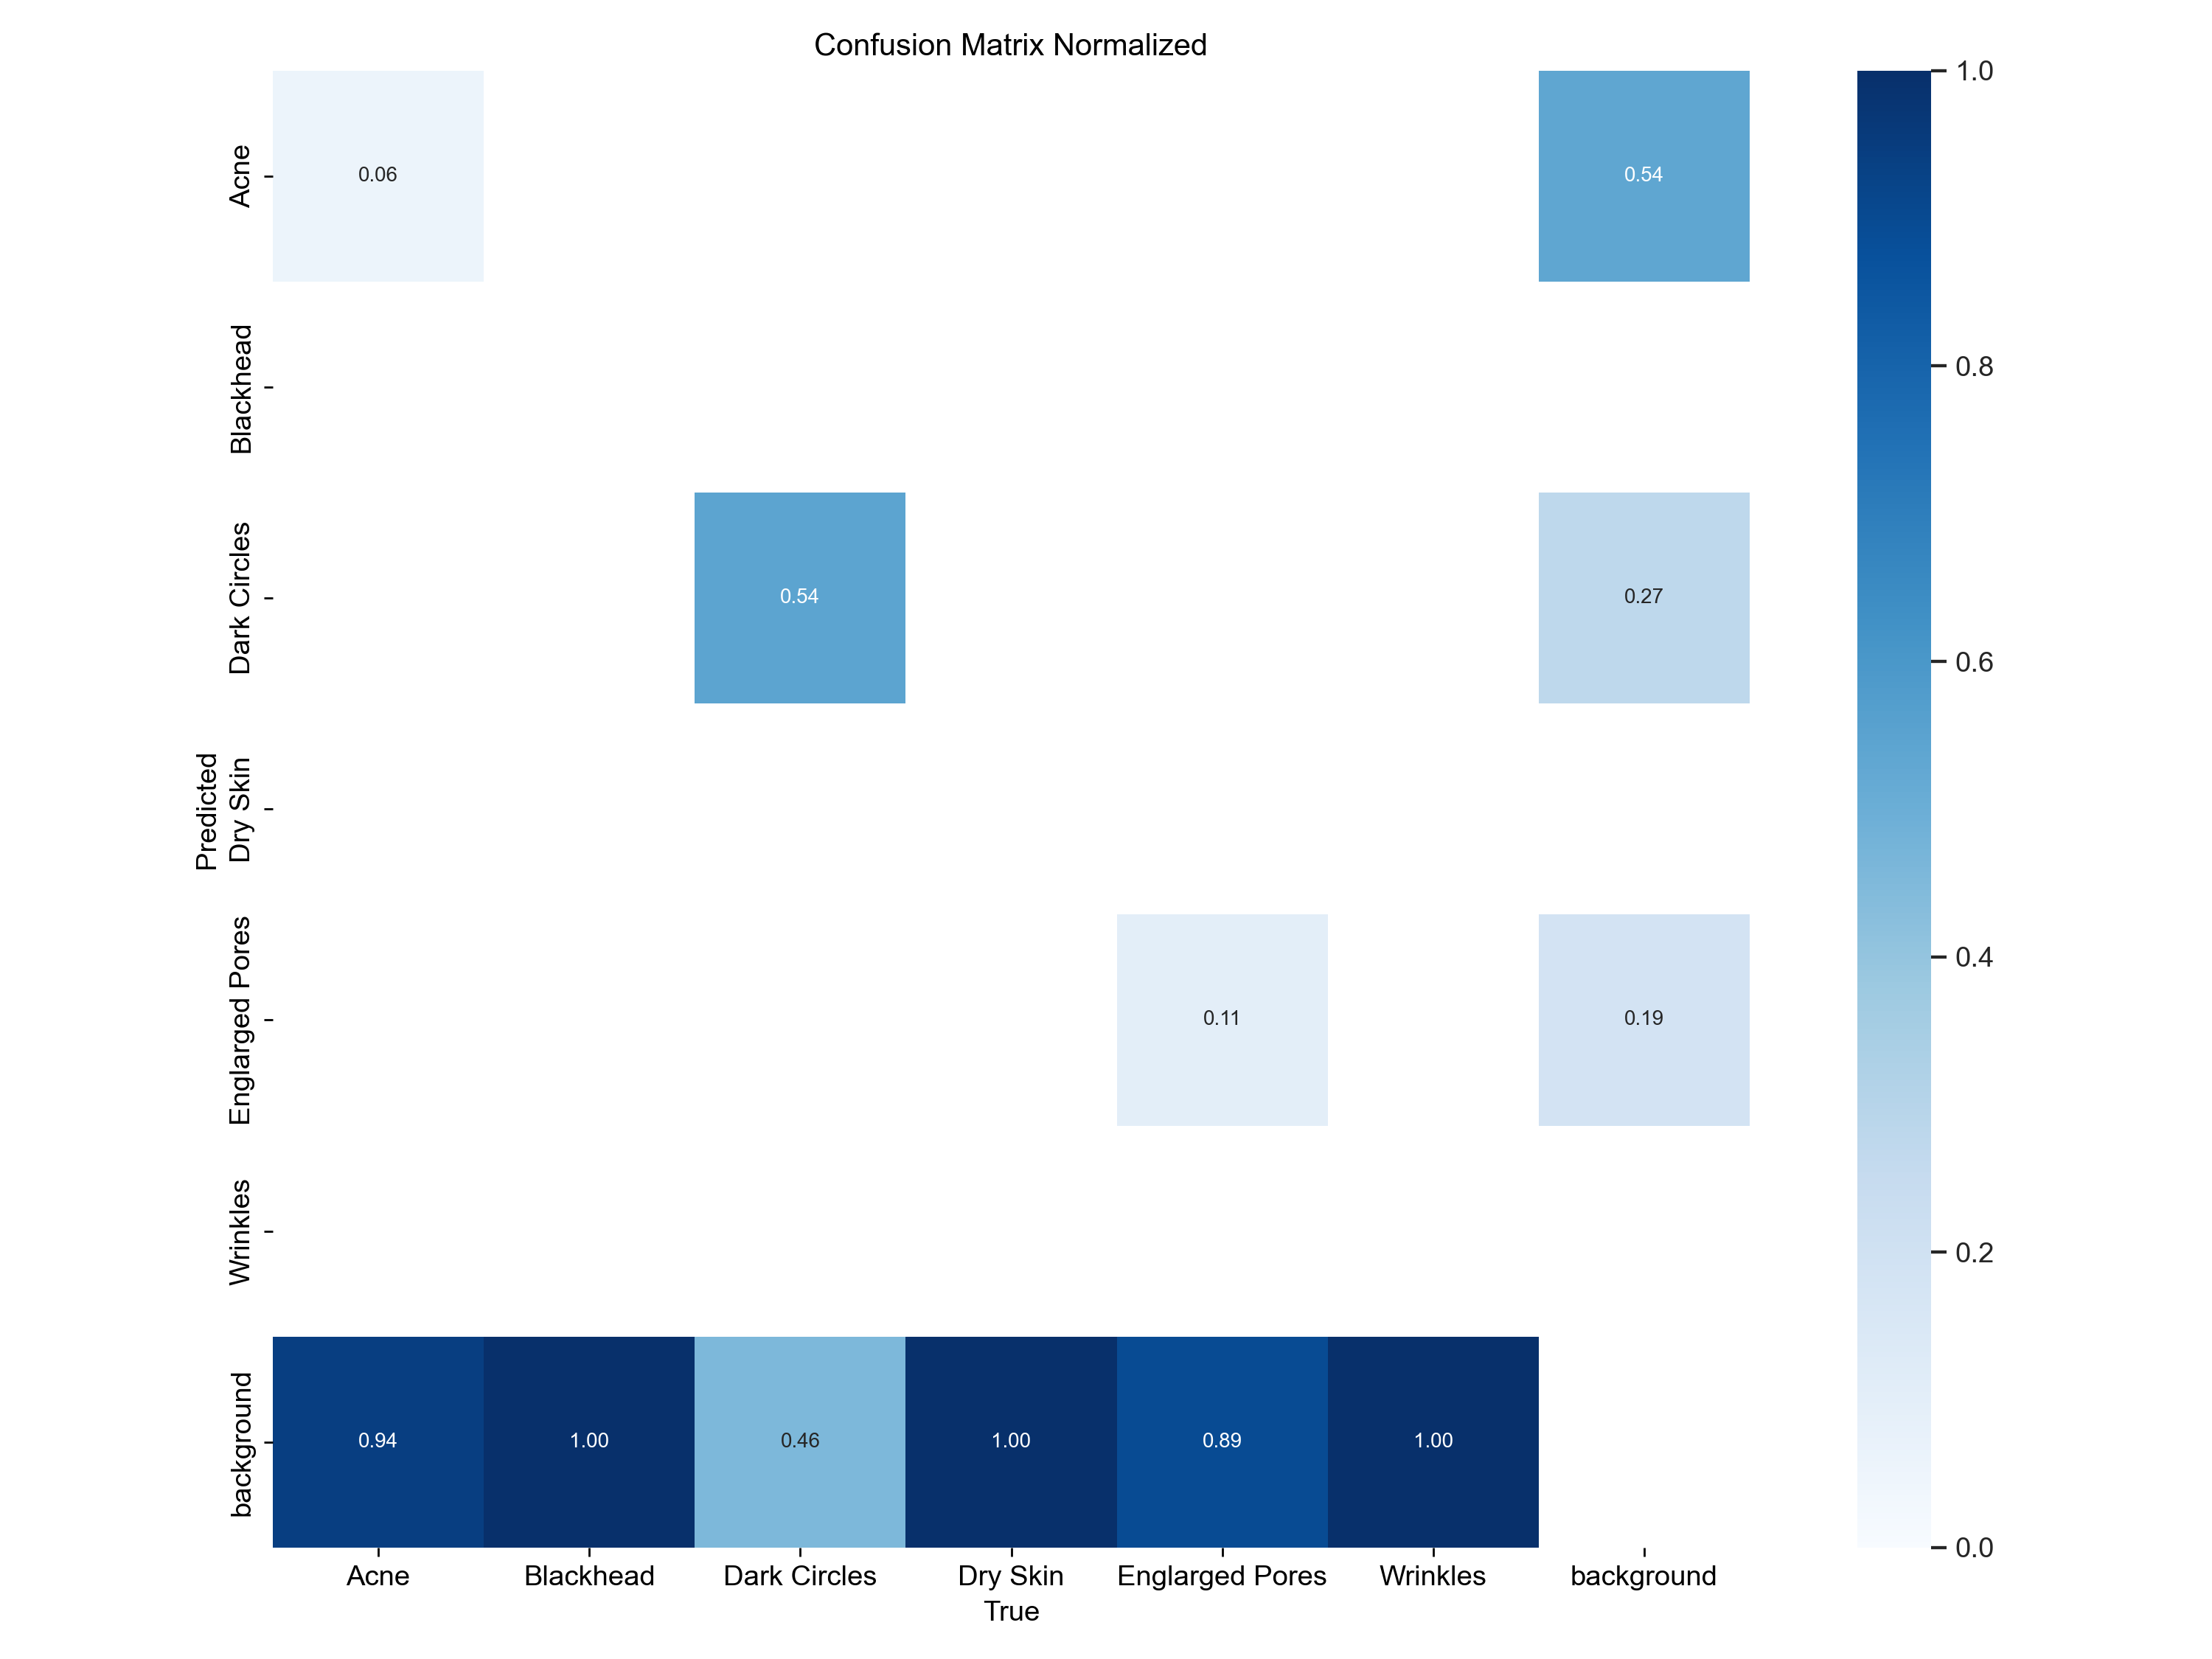 Confusion Matrix Normalized
Acne
0.06
0.54
Blackhead
Dark Circles
0.54
0.27
Predicted
Dry Skin
Englarged Pores
0.11
0.19
Wrinkles
background
0.94 1.00 0.46 1.00 0.89 1.00
Acne Blackhead Dark Circles Dry Skin Englarged Pores Wrinkles background
True
1.0
0.8
0.6
0.4
0.2
0.0